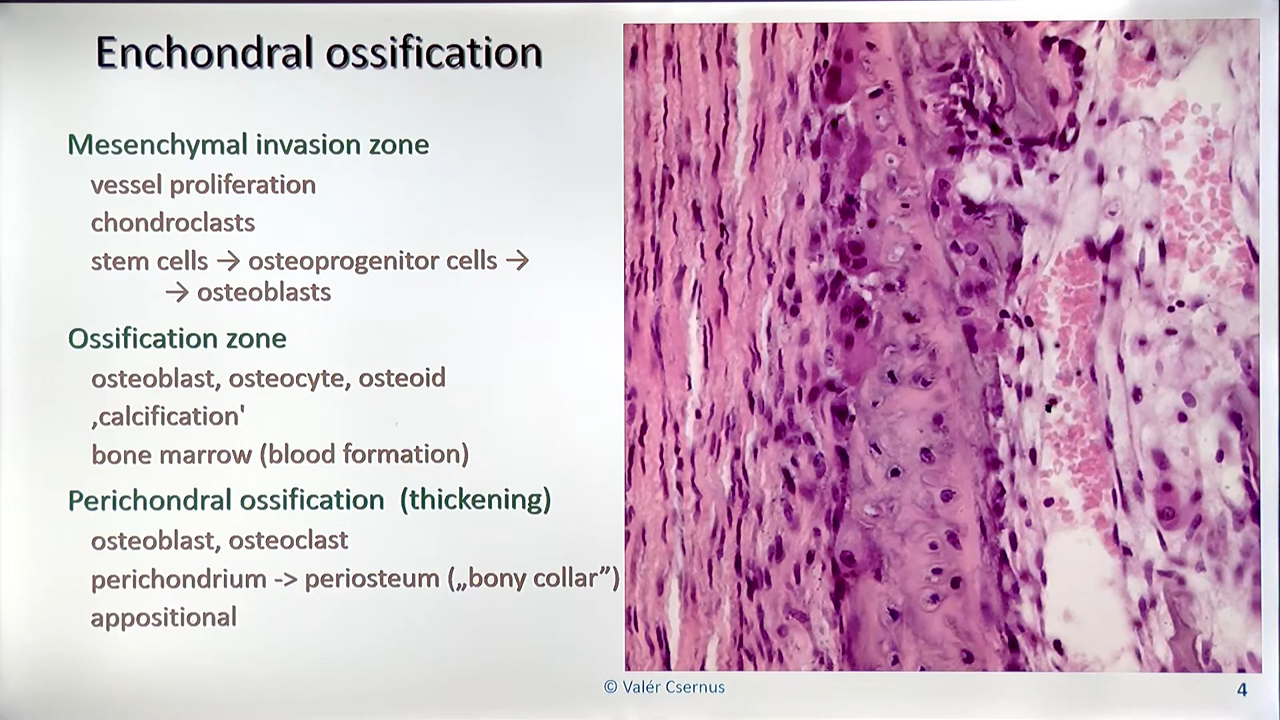 Enchondral ossification
Mesenchymal invasion zone
vessel proliferation
chondroclasts
stem cells → osteoprogenitor cells →
→ osteoblasts
Ossification zone
osteoblast, osteocyte, osteoid
‚calcification'
bone marrow (blood formation)
Perichondral ossification (thickening)
osteoblast, osteoclast
perichondrium -> periosteum („bony collar”)
appositional
© Valér Csernus
4